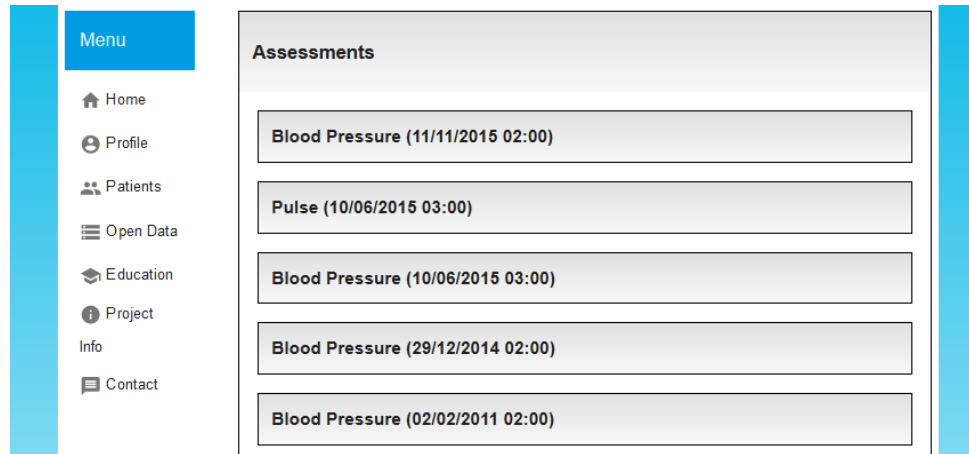 Menu
Home
Profile
Patients
Open Data
Education
Project
Info
Contact
Assessments
Blood Pressure (11/11/2015 02:00)
Pulse (10/06/2015 03:00)
Blood Pressure (10/06/2015 03:00)
Blood Pressure (29/12/2014 02:00)
Blood Pressure (02/02/2011 02:00)